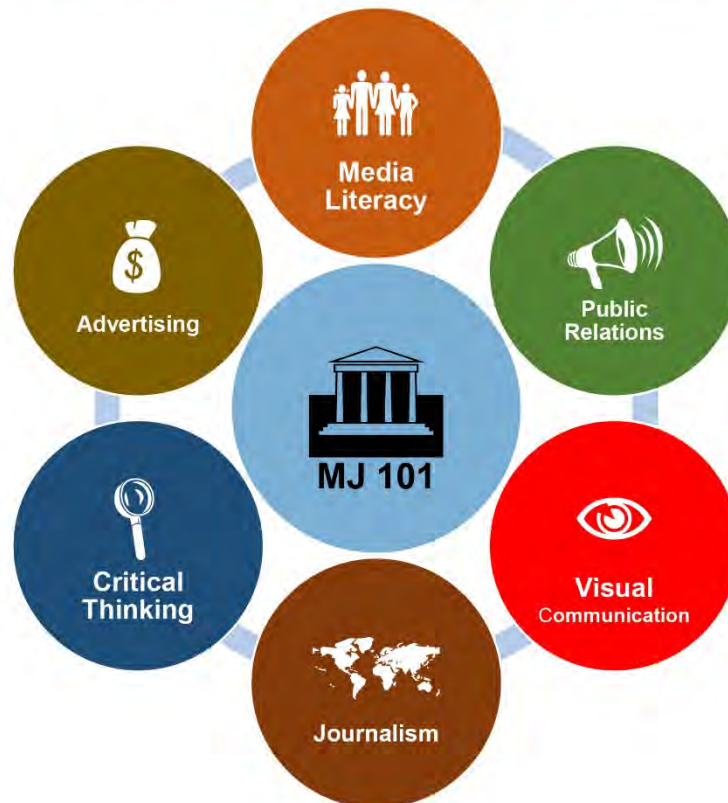 Media
Literacy
Public
Relations
Visual
Communication
Journalism
Critical
Thinking
Advertising
$
MJ 101